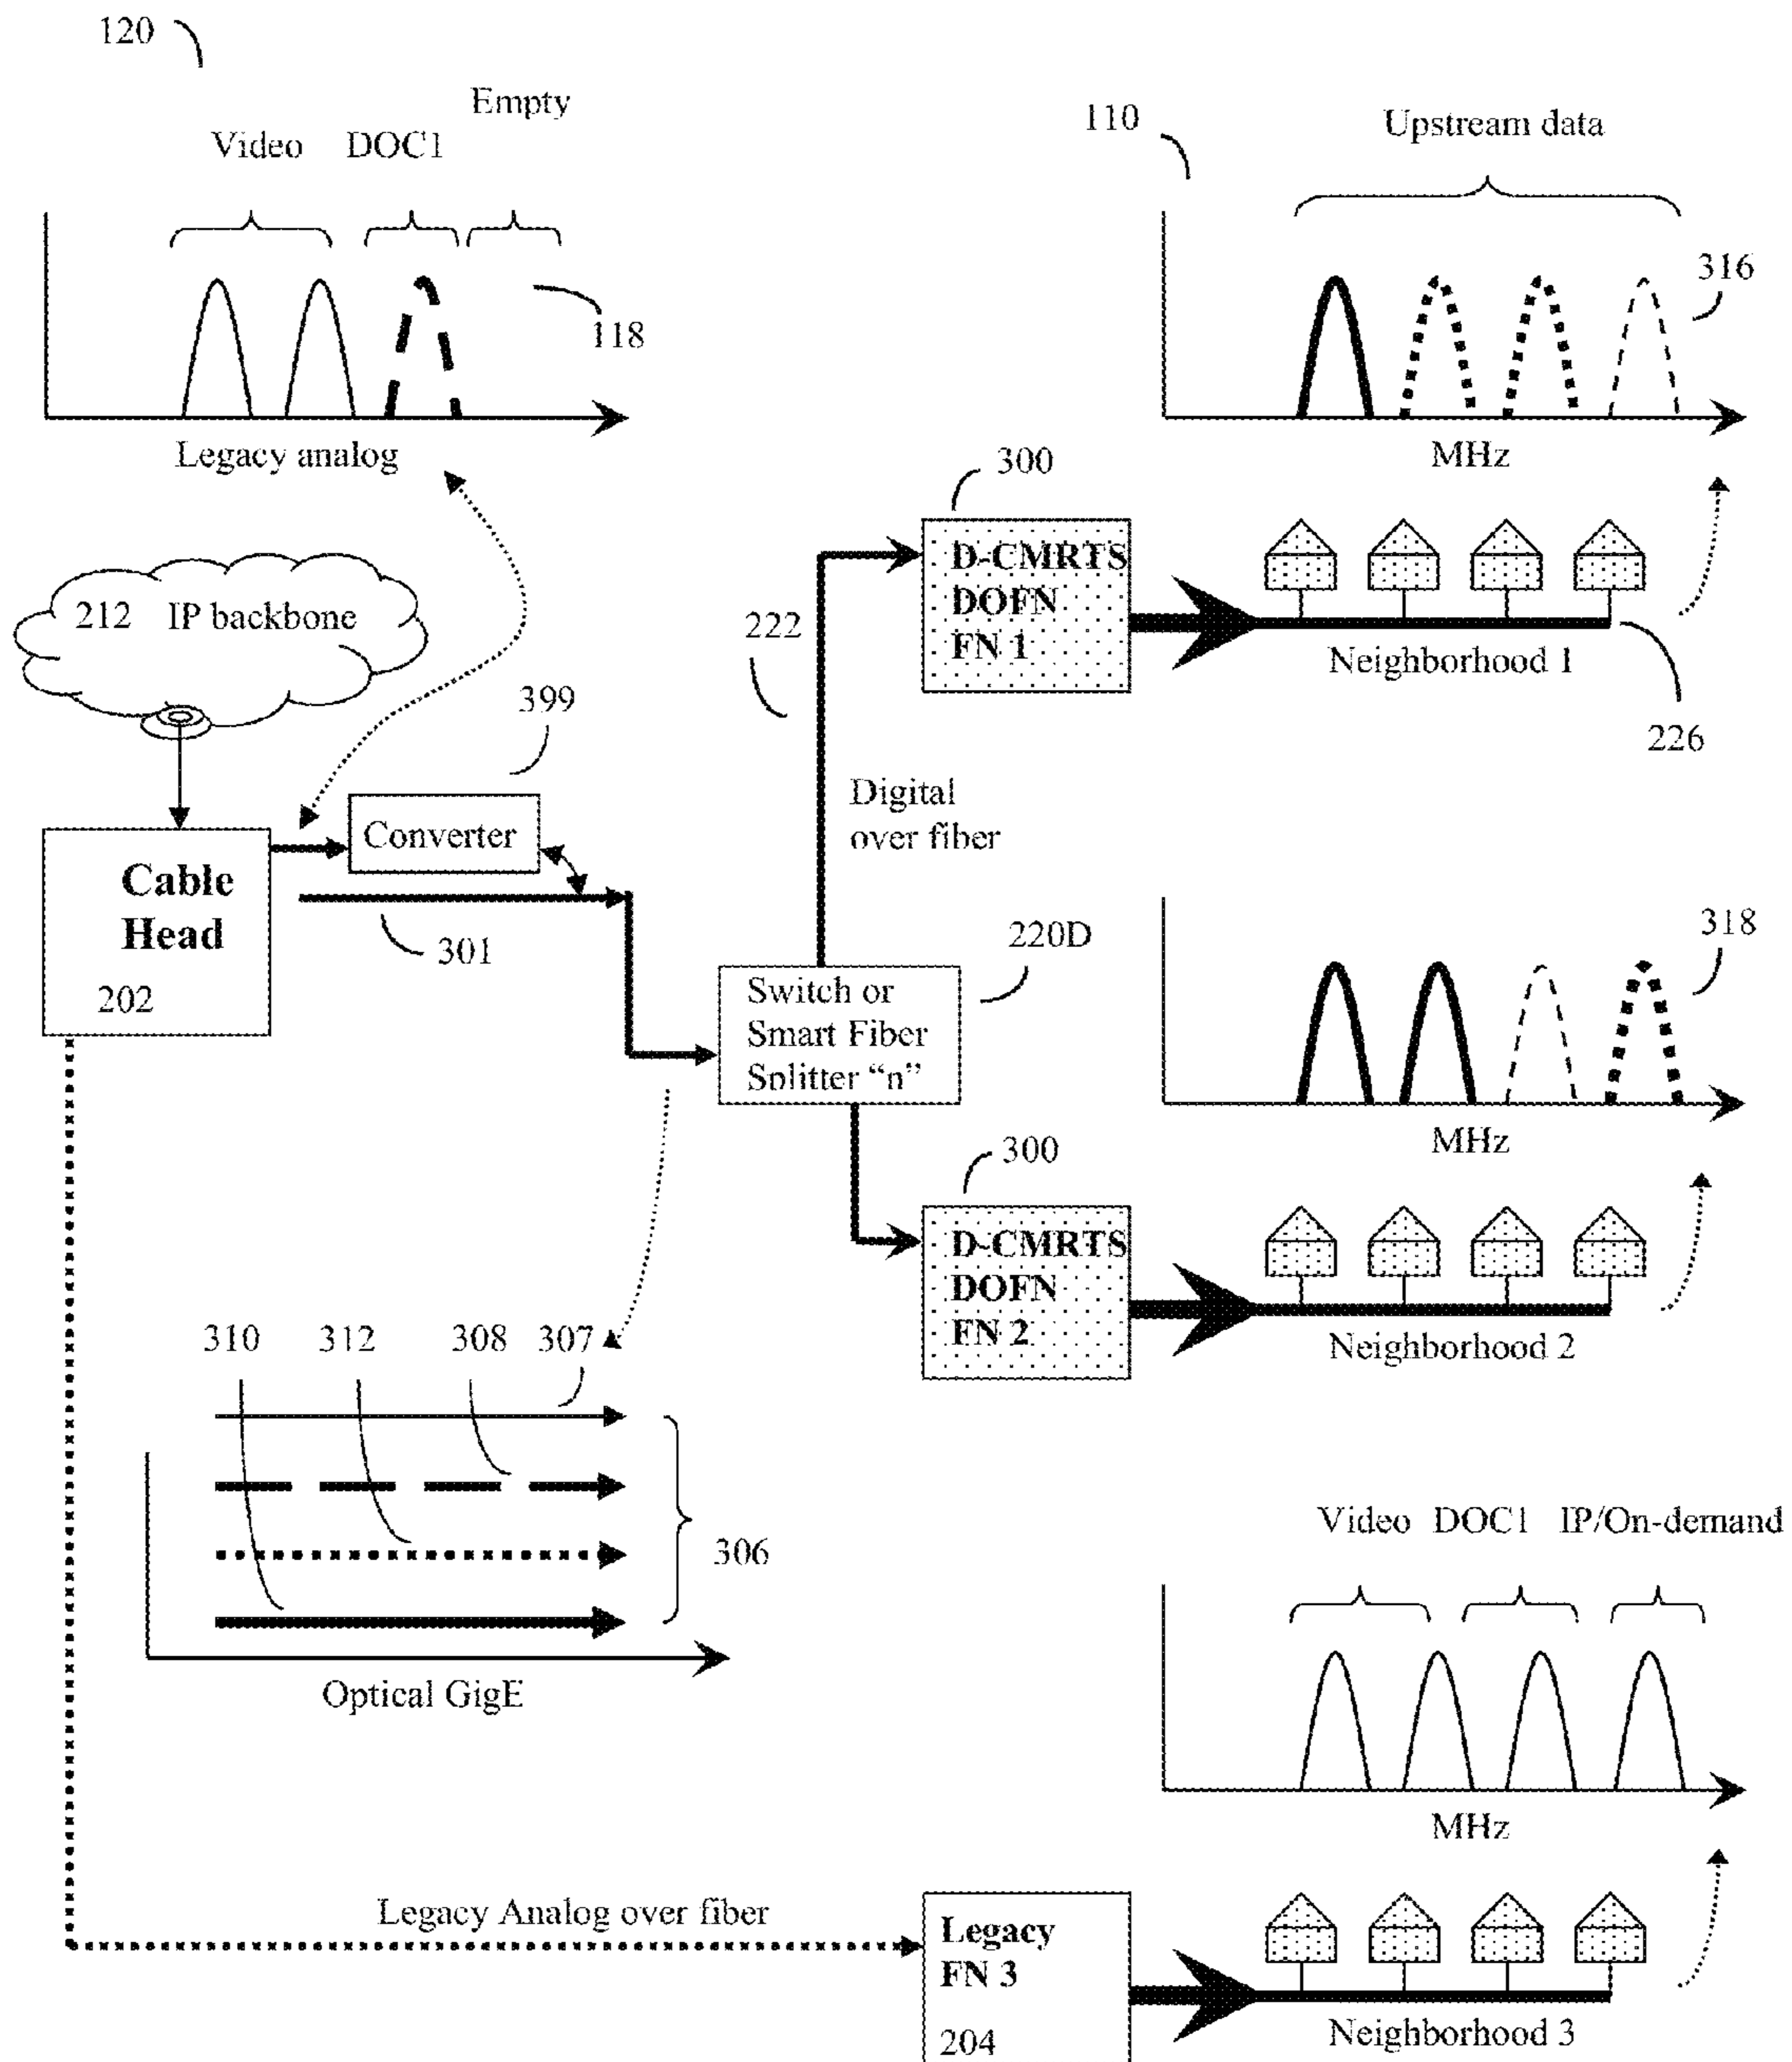 120
Empty
Video DOC1
118
Legacy analog
110
Upstream data
316
MHz
212 IP backbone
399
Converter
Cable
Head
202
301
222
300
D-CMRTS
DOFN
FN 1
Neighborhood 1
226
Digital
over fiber
220D
Switch or
Smart Fiber
Splitter “n”
318
MHz
300
D-CMRTS
DOFN
FN 2
Neighborhood 2
310 312 308 307
306
Optical GigE
Video DOC1 IP/On-demand
MHz
Legacy Analog over fiber
Legacy
FN 3
204
Neighborhood 3